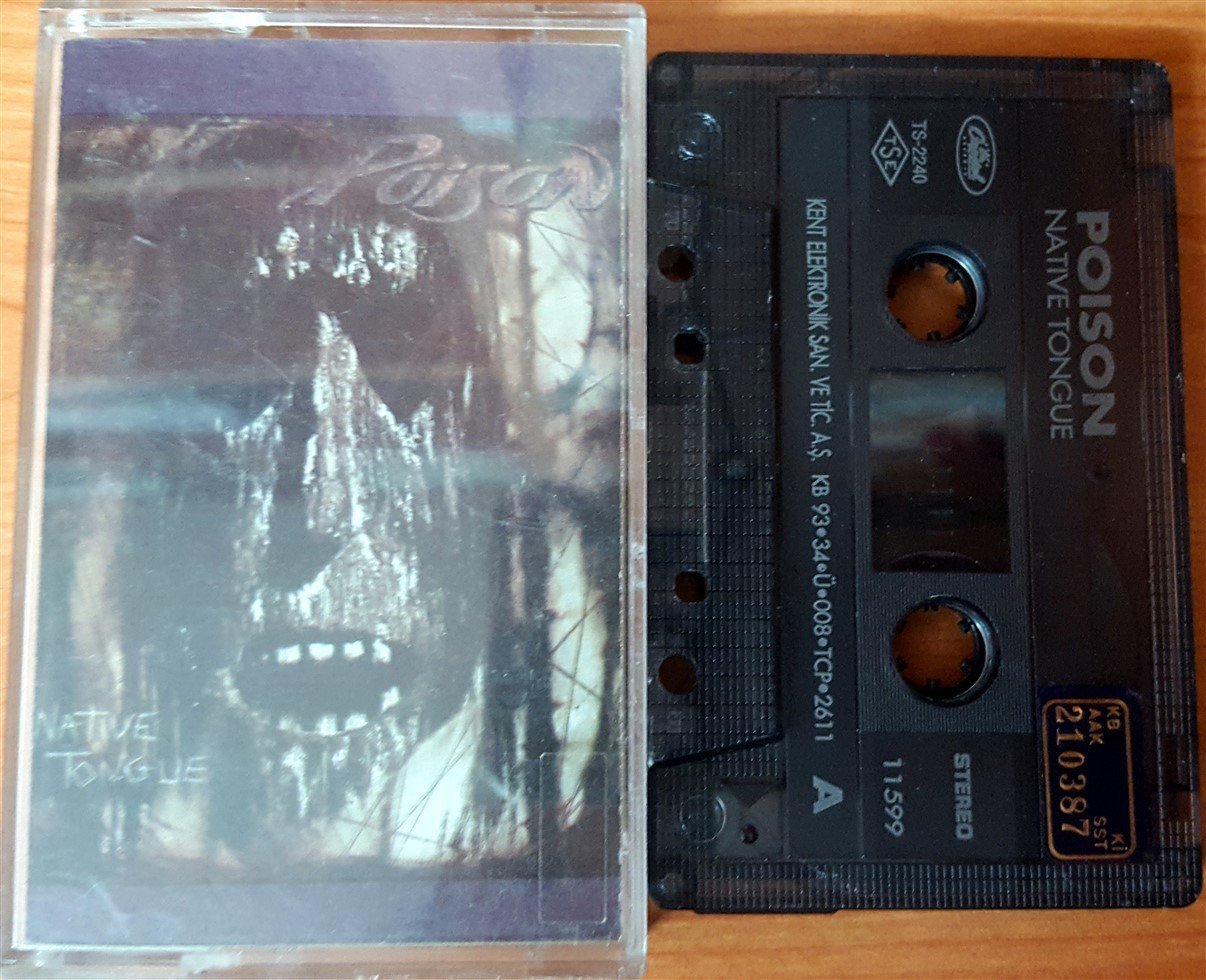 Poison
NATIVE
TONGUE
POISON
NATIVE TONGUE
Capitol
TS-2240
TSE
KENT ELEKTRONİK SAN. VE TİC. A.Ş. KB 93•34•Ü•008•TCP•2611
A
STEREO
11599
KB
AAK
210387
Kİ
SST